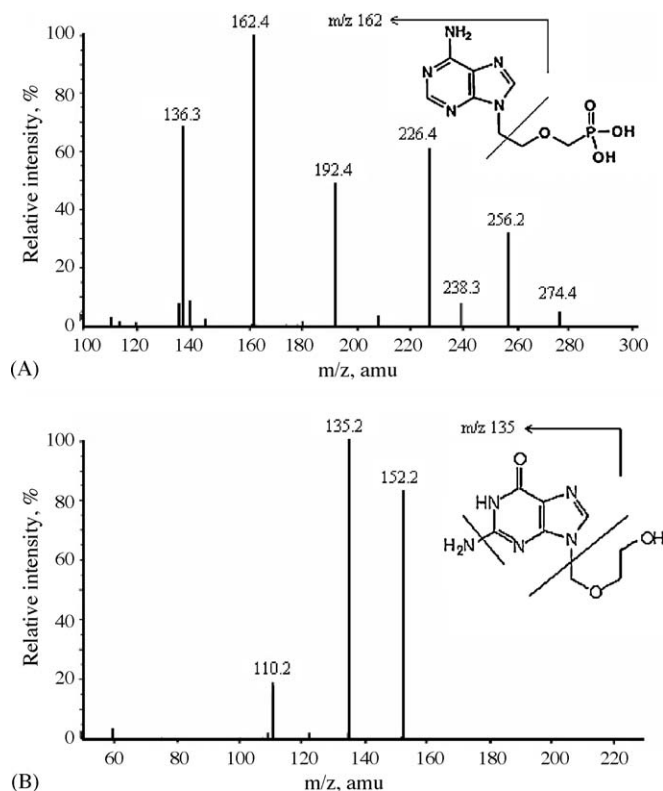 m/z 162
Relative intensity, %
100
80
60
40
20
0
136.3
162.4
192.4
226.4
238.3
256.2
274.4
NH₂
N
N
N
N
O
O
P
OH
OH
100
120
140
160
180
200
220
240
260
280
300
(A)
m/z, amu
m/z 135
Relative intensity, %
100
80
60
40
20
0
110.2
135.2
152.2
O
HN
N
H₂N
N
N
O
OH
60
80
100
120
140
160
180
200
220
(B)
m/z, amu